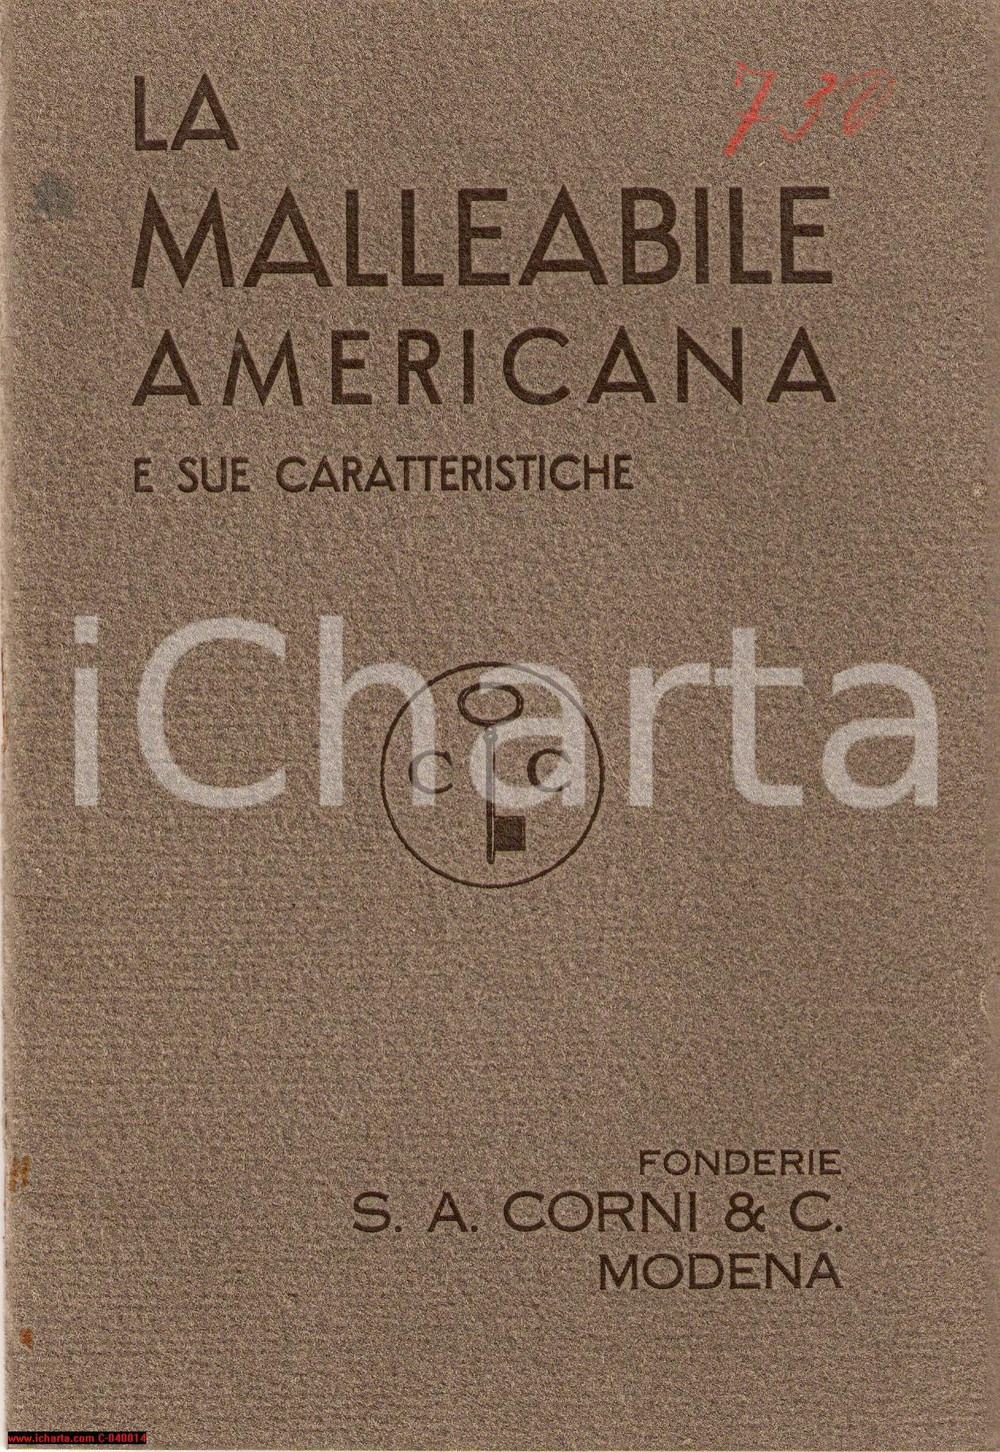 730
LA
MALLEABILE
AMERICANA
E SUE CARATTERISTICHE
iCharta
C C
FONDERIE
S. A. CORNI & C.
MODENA
www.icharta.com C-040014